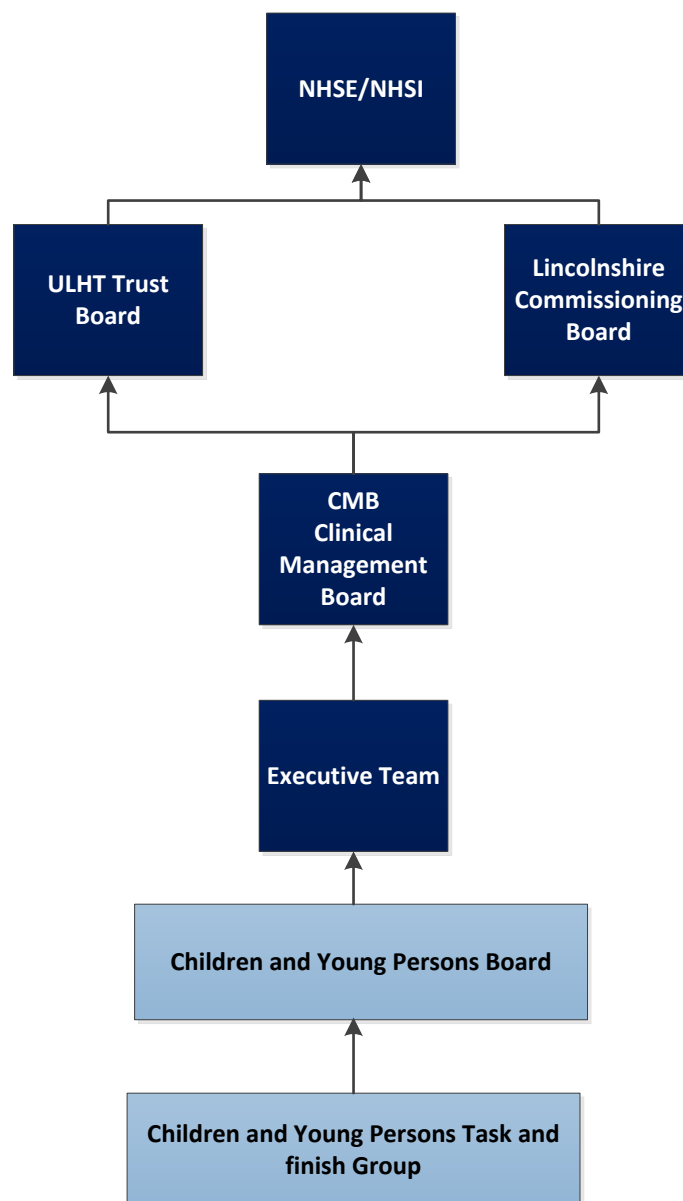 NHSE/NHSI
ULHT Trust
Board
Lincolnshire
Commissioning
Board
CMB
Clinical
Management
Board
Executive Team
Children and Young Persons Board
Children and Young Persons Task and
finish Group